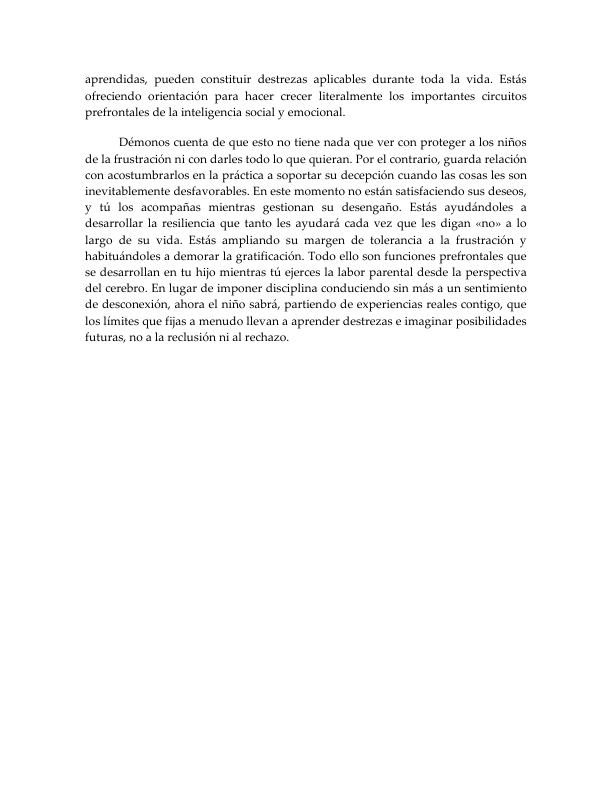 aprendidas, pueden constituir destrezas aplicables durante toda la vida. Estás
ofreciendo orientación para hacer crecer literalmente los importantes circuitos
prefrontales de la inteligencia social y emocional.
Démonos cuenta de que esto no tiene nada que ver con proteger a los niños
de la frustración ni con darles todo lo que quieran. Por el contrario, guarda relación
con acostumbrarlos en la práctica a soportar su decepción cuando las cosas les son
inevitablemente desfavorables. En este momento no están satisfaciendo sus deseos,
y tú los acompañas mientras gestionan su desengaño. Estás ayudándoles a
desarrollar la resiliencia que tanto les ayudará cada vez que les digan «no» a lo
largo de su vida. Estás ampliando su margen de tolerancia a la frustración y
habituándoles a demorar la gratificación. Todo ello son funciones prefrontales que
se desarrollan en tu hijo mientras tú ejerces la labor parental desde la perspectiva
del cerebro. En lugar de imponer disciplina conduciendo sin más a un sentimiento
de desconexión, ahora el niño sabrá, partiendo de experiencias reales contigo, que
los límites que fijas a menudo llevan a aprender destrezas e imaginar posibilidades
futuras, no a la reclusión ni al rechazo.